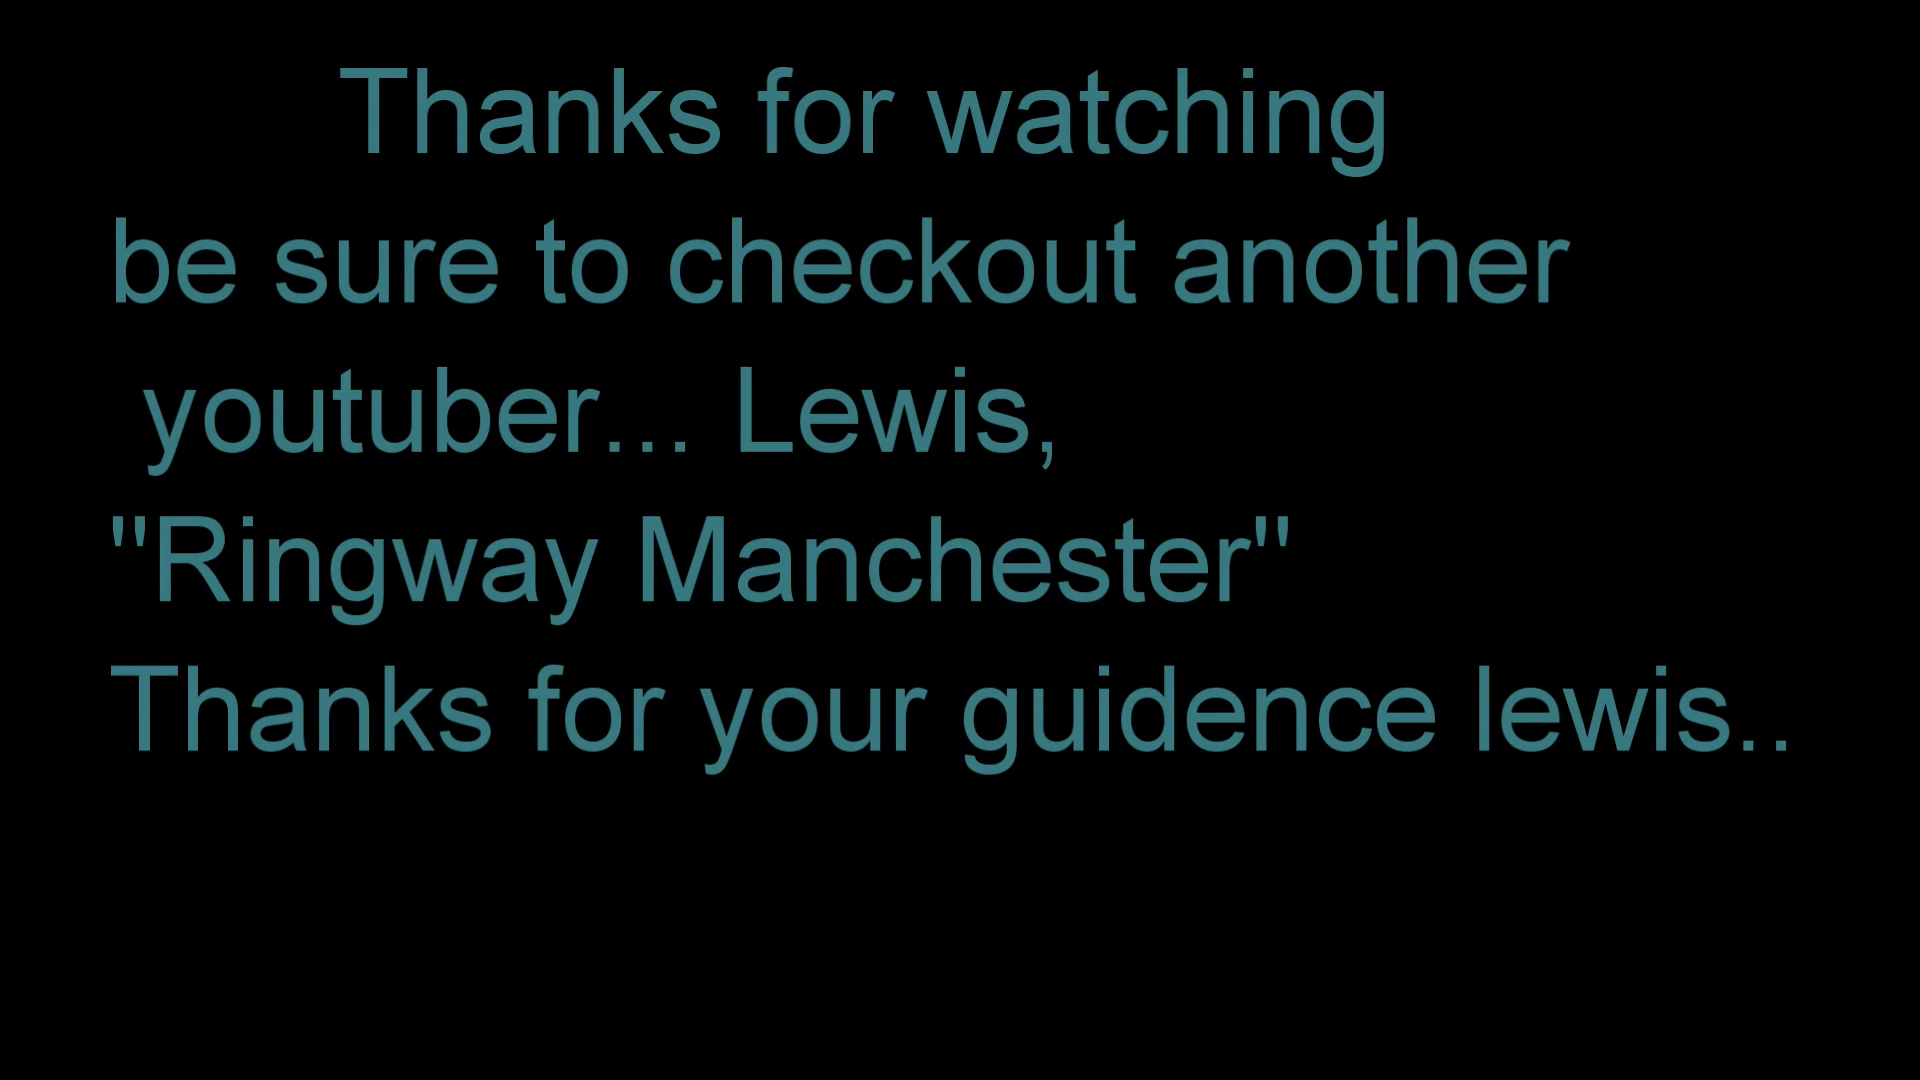 Thanks for watching
be sure to checkout another
youtuber... Lewis,
"Ringway Manchester"
Thanks for your guidence lewis..